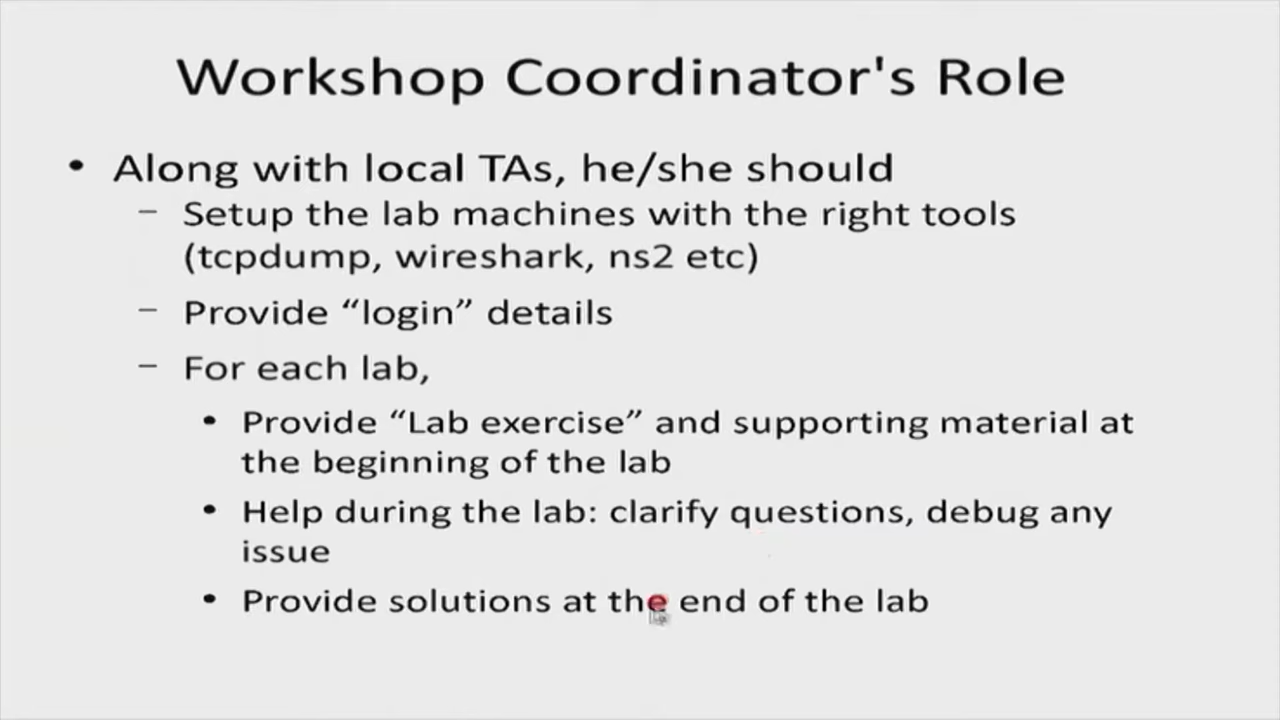 Workshop Coordinator's Role
• Along with local TAs, he/she should
– Setup the lab machines with the right tools
(tcpdump, wireshark, ns2 etc)
– Provide “login” details
– For each lab,
• Provide “Lab exercise” and supporting material at
the beginning of the lab
• Help during the lab: clarify questions, debug any
issue
• Provide solutions at the end of the lab